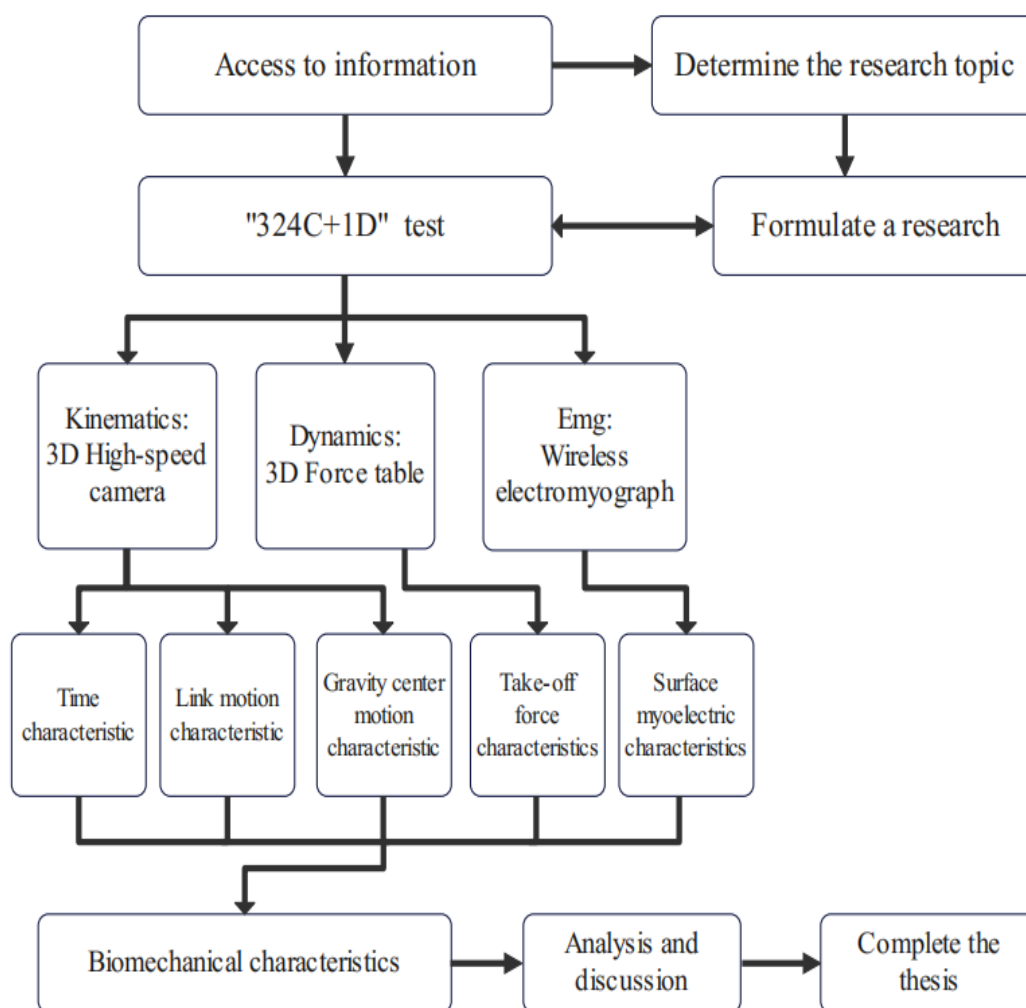 Access to information
Determine the research topic
"324C+1D" test
Formulate a research
Kinematics:
3D High-speed
camera
Dynamics:
3D Force table
Emg:
Wireless
electromyograph
Time
characteristic
Link motion
characteristic
Gravity center
motion
characteristic
Take-off
force
characteristics
Surface
myoelectric
characteristics
Biomechanical characteristics
Analysis and
discussion
Complete the
thesis